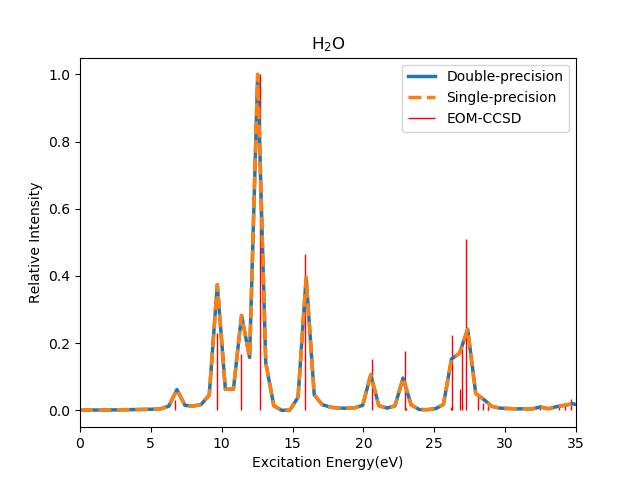 H₂O
Double-precision
Single-precision
EOM-CCSD
Relative Intensity
1.0
0.8
0.6
0.4
0.2
0.0
0 5 10 15 20 25 30 35
Excitation Energy(eV)